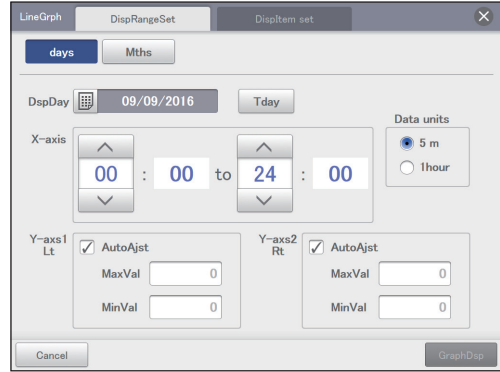 LineGrph DispRangeSet DispItem set
days Mths
DspDay 09/09/2016 Tday
Data units
X-axis
5 m
00 : 00 to 24 : 00
1hour
Y-axs1 Lt AutoAjst
Y-axs2 Rt AutoAjst
MaxVal 0
MaxVal 0
MinVal 0
MinVal 0
Cancel GraphDsp